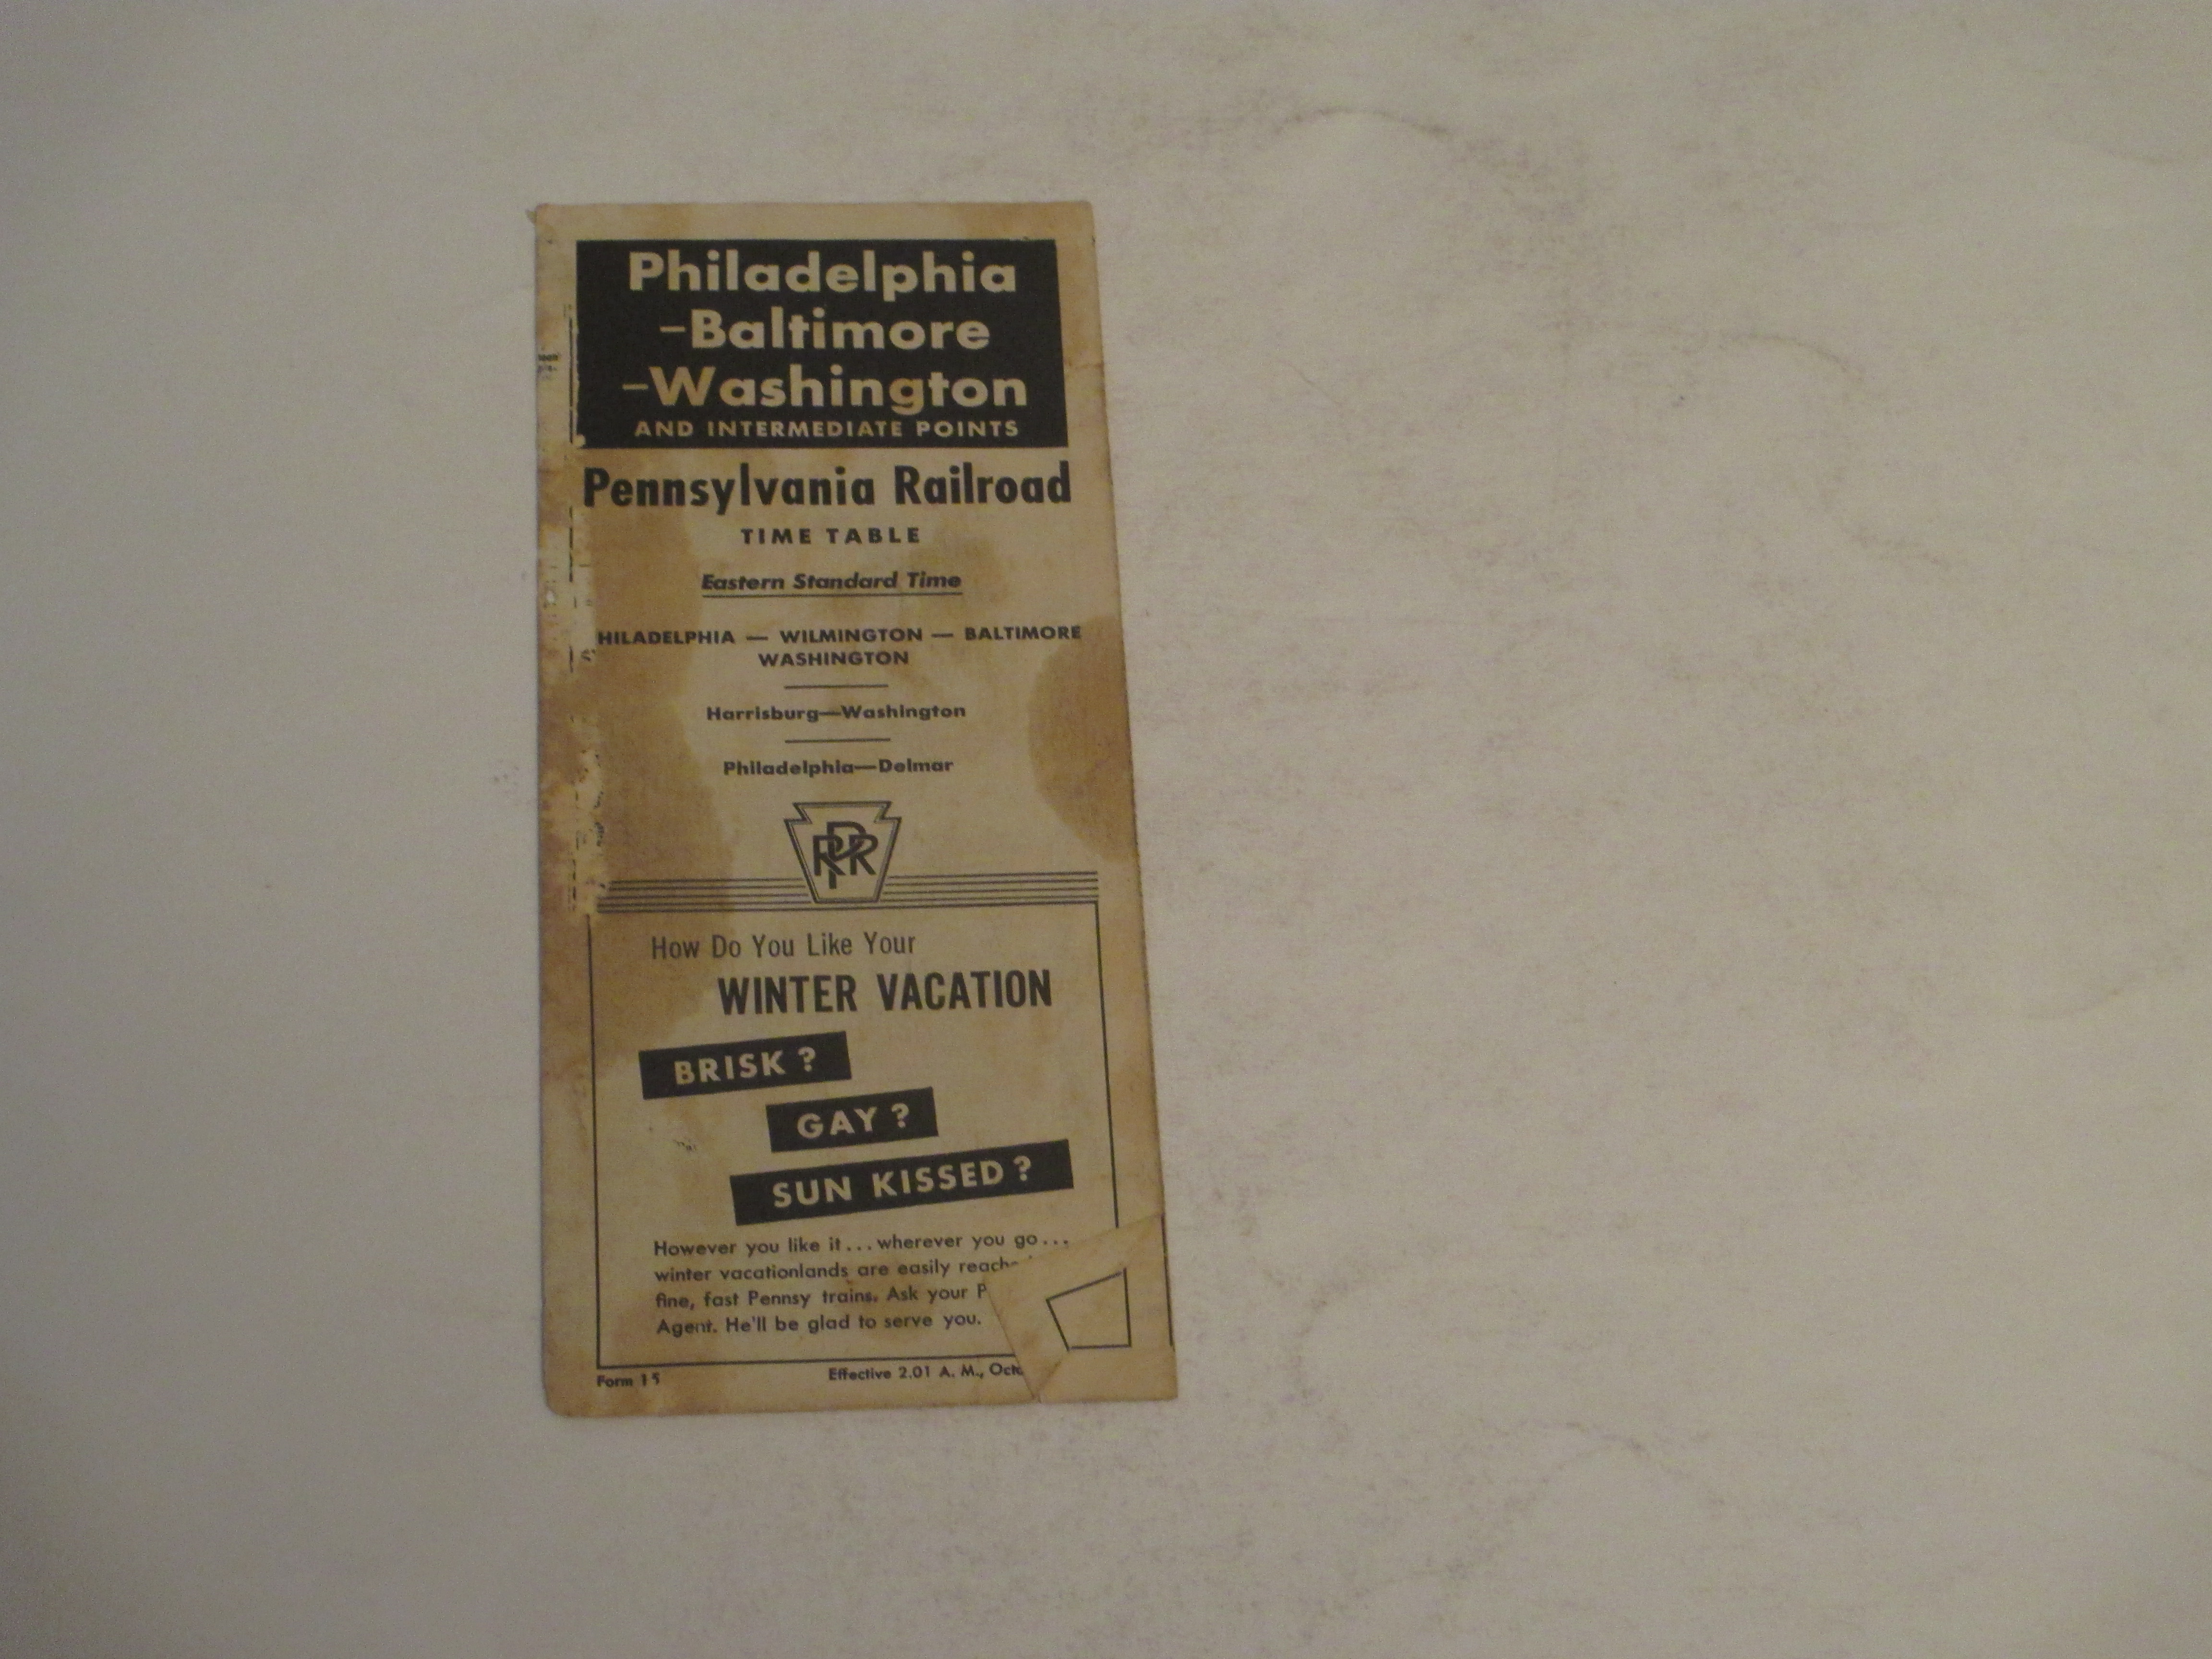 Philadelphia
–Baltimore
–Washington
AND INTERMEDIATE POINTS
Pennsylvania Railroad
TIME TABLE
Eastern Standard Time
HILADELPHIA — WILMINGTON — BALTIMORE
WASHINGTON
Harrisburg—Washington
Philadelphia—Delmar
PRR
How Do You Like Your
WINTER VACATION
BRISK?
GAY?
SUN KISSED?
However you like it...wherever you go...
winter vacationlands are easily
fine, fast Pennsy trains. Ask your P
Agent. He'll be glad to serve you.
Form 15
Effective 2.01 A. M.,